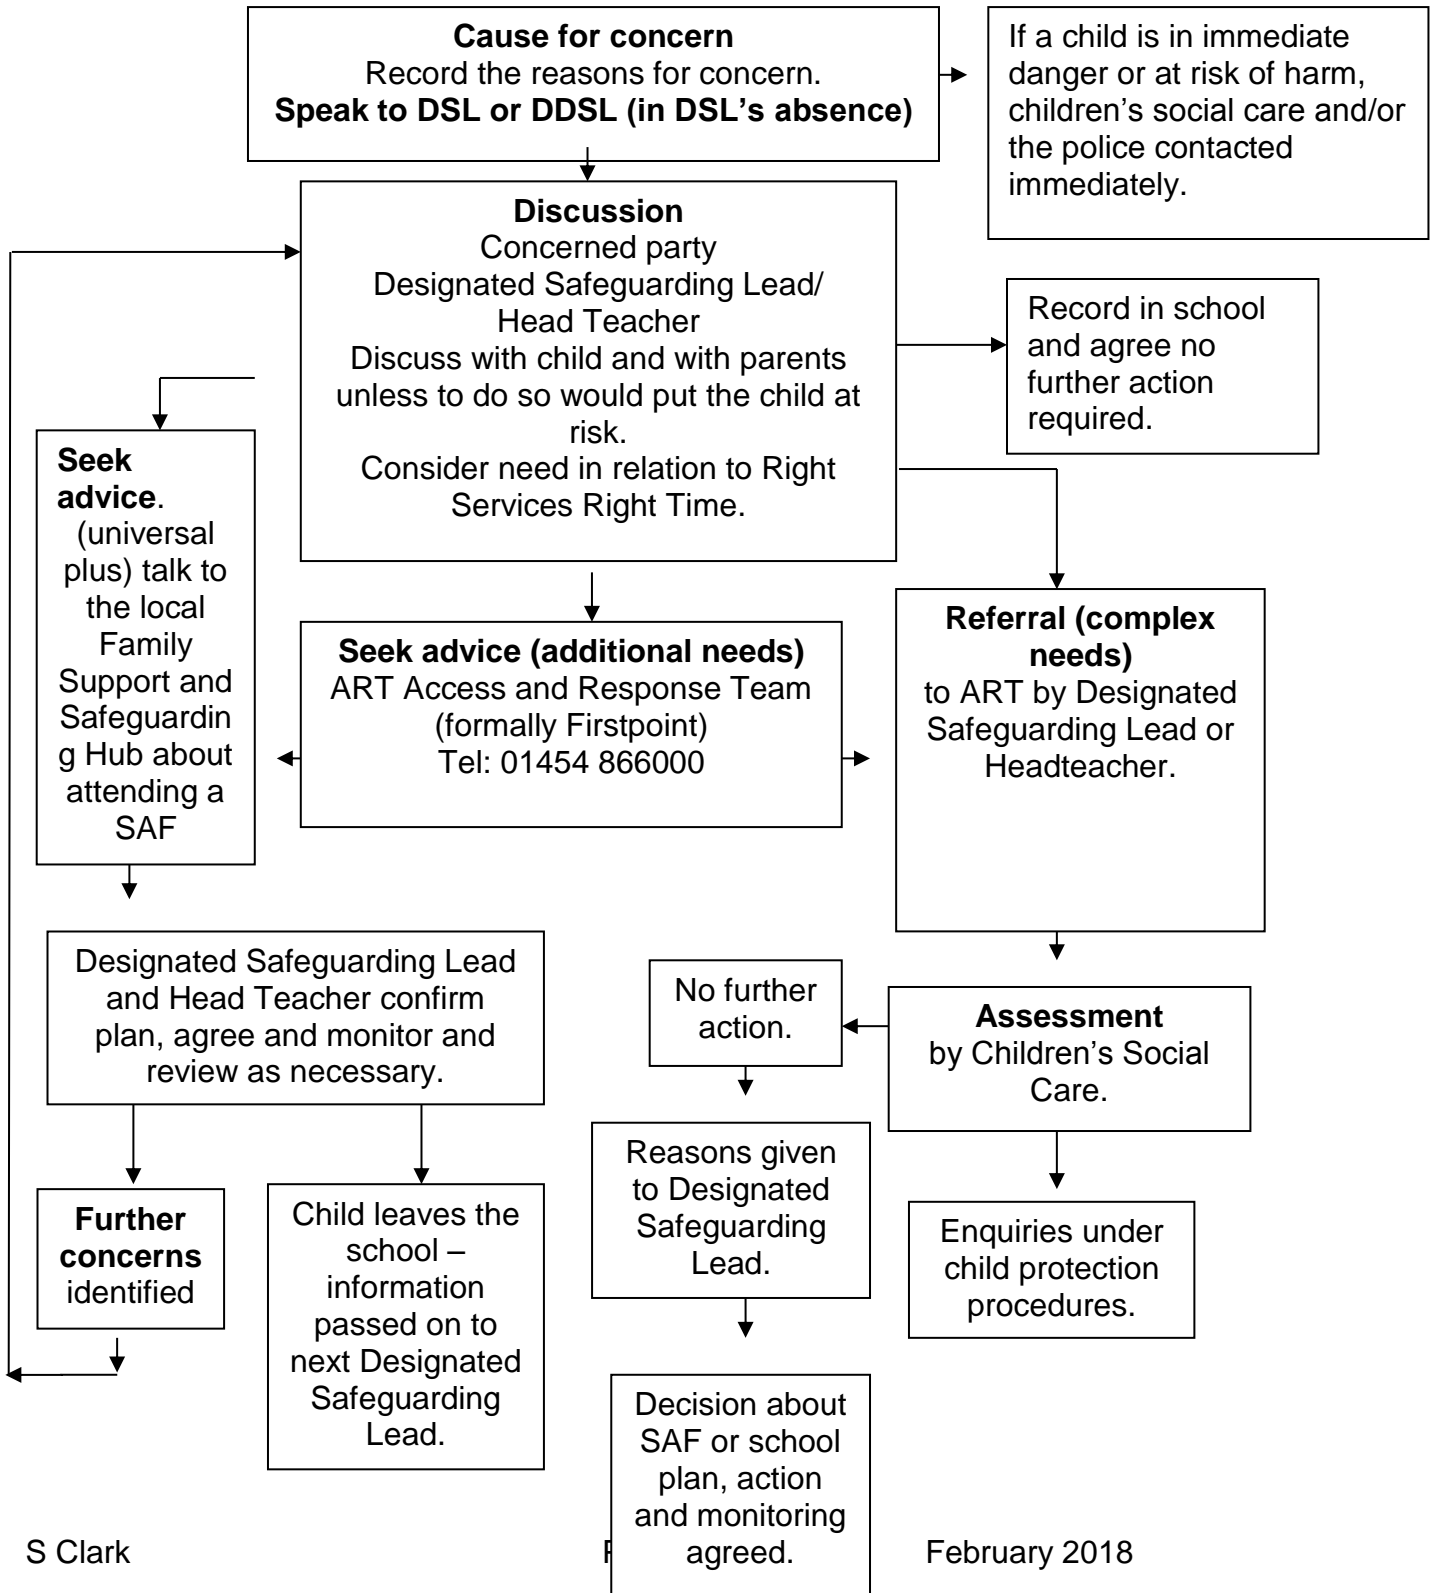 Cause for concern
Record the reasons for concern.
Speak to DSL or DDSL (in DSL’s absence)
If a child is in immediate
danger or at risk of harm,
children’s social care and/or
the police contacted
immediately.
Discussion
Concerned party
Designated Safeguarding Lead/
Head Teacher
Discuss with child and with parents
unless to do so would put the child at
risk.
Consider need in relation to Right
Services Right Time.
Record in school
and agree no
further action
required.
Seek
advice.
(universal
plus) talk to
the local
Family
Support and
Safeguardin
g Hub about
attending a
SAF
Seek advice (additional needs)
ART Access and Response Team
(formally Firstpoint)
Tel: 01454 866000
Referral (complex
needs)
to ART by Designated
Safeguarding Lead or
Headteacher.
Designated Safeguarding Lead
and Head Teacher confirm
plan, agree and monitor and
review as necessary.
No further
action.
Assessment
by Children’s Social
Care.
Further
concerns
identified
Child leaves the
school –
information
passed on to
next Designated
Safeguarding
Lead.
Reasons given
to Designated
Safeguarding
Lead.
Enquiries under
child protection
procedures.
Decision about
SAF or school
plan, action
and monitoring
agreed.
S Clark
February 2018